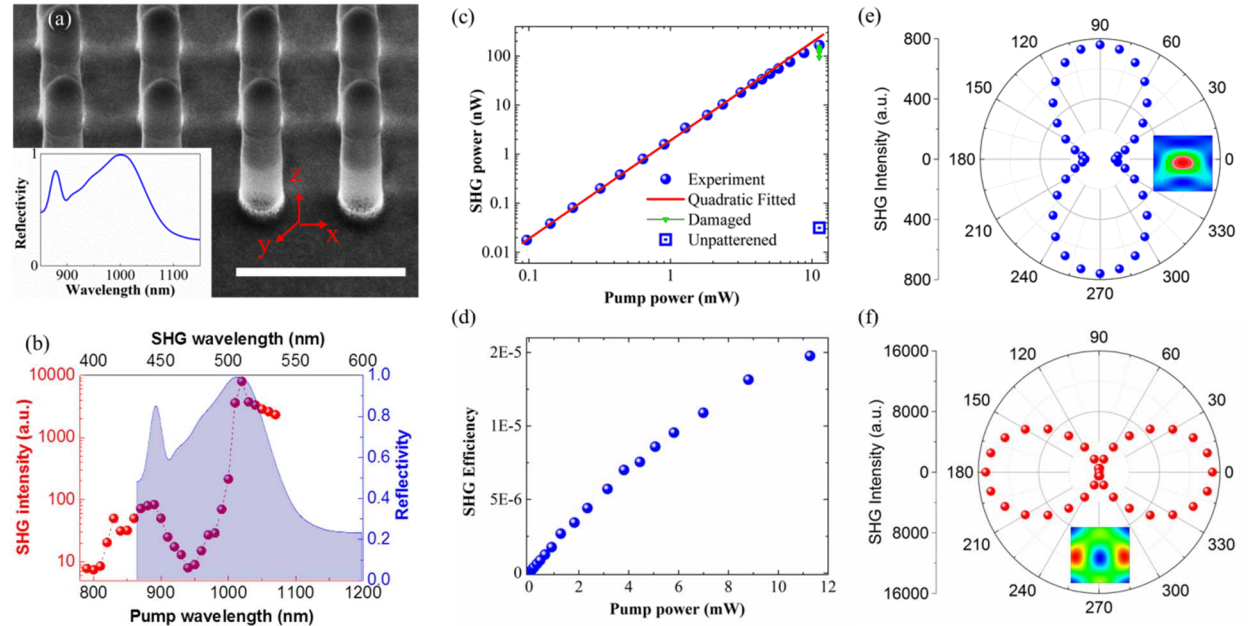 (a)
z
x
y
1
Reflectivity
0
900 1000 1100
Wavelength (nm)
(b)
SHG wavelength (nm)
400 450 500 550 600
10000
1000
100
10
SHG intensity (a.u.)
1.0
0.8
0.6
0.4
0.2
0.0
Reflectivity
800 900 1000 1100 1200
Pump wavelength (nm)
(c)
100
10
1
0.1
0.01
SHG power (nW)
Experiment
Quadratic Fitted
Damaged
Unpatterened
0.1 1 10
Pump power (mW)
(d)
2E-5
1E-5
5E-6
0
SHG Efficiency
0 2 4 6 8 10 12
Pump power (mW)
(e)
800
400
0
400
800
SHG Intensity (a.u.)
90
120 60
150 30
180 0
210 330
240 300
270
(f)
16000
8000
0
8000
16000
SHG Intensity (a.u.)
90
120 60
150 30
180 0
210 330
240 300
270